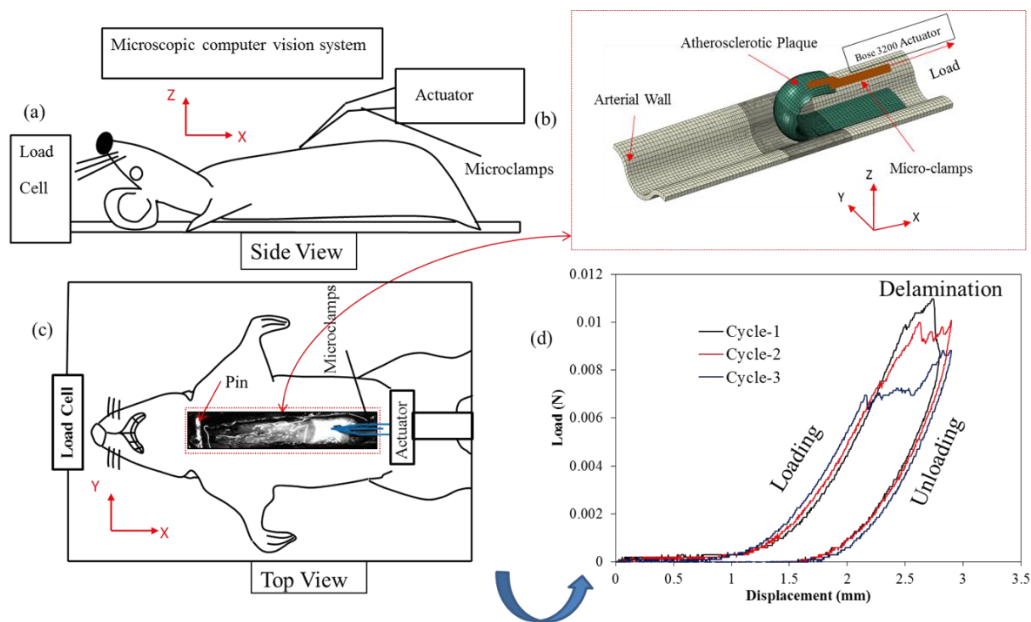 Microscopic computer vision system
(a)
Z
X
Actuator
Load
Cell
Microclamps
Side View
(b)
Atherosclerotic Plaque
Bose 3200 Actuator
Load
Arterial Wall
Micro-clamps
Z
Y
X
(c)
Microclamps
Pin
Load Cell
Actuator
Y
X
Top View
(d)
0.012
0.01
0.008
0.006
0.004
0.002
0
Load (N)
Delamination
Cycle-1
Cycle-2
Cycle-3
Loading
Unloading
0 0.5 1 1.5 2 2.5 3 3.5
Displacement (mm)